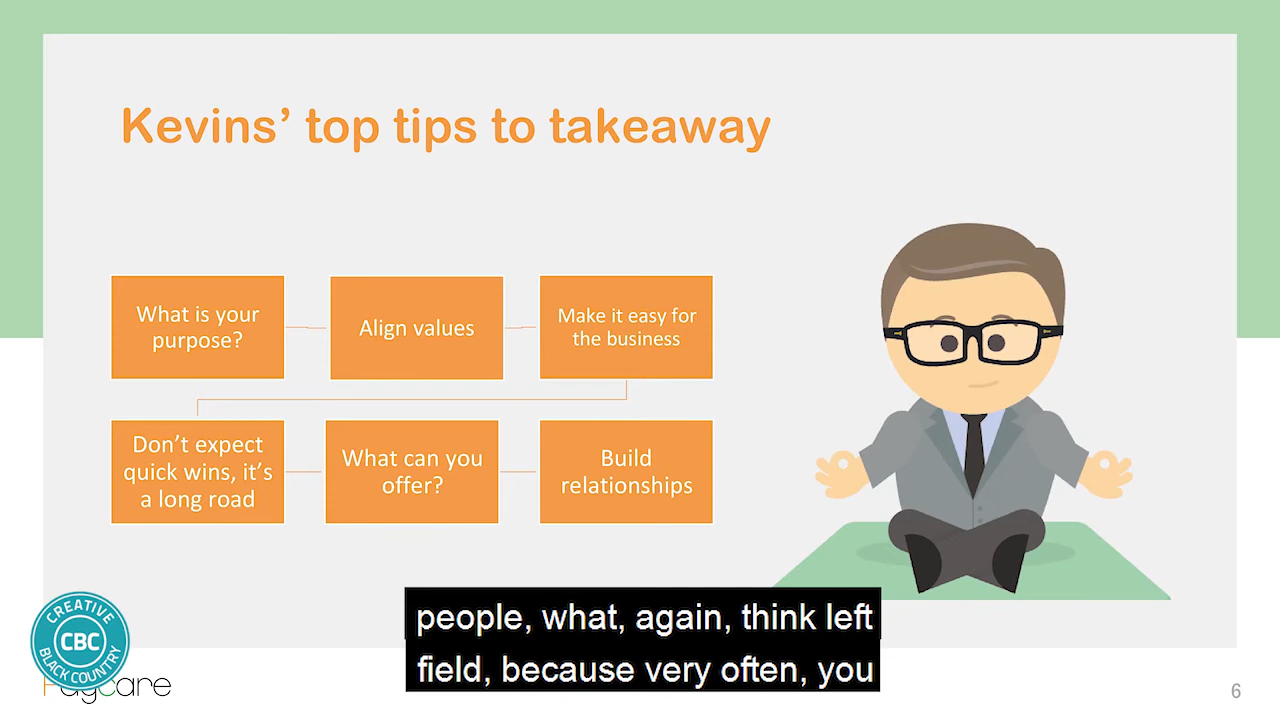 Kevins’ top tips to takeaway
What is your
purpose?
Align values
Make it easy for
the business
Don’t expect
quick wins, it’s
a long road
What can you
offer?
Build
relationships
people, what, again, think left
field, because very often, you
CREATIVE
CBC
BLACK COUNTRY
Paycare
6